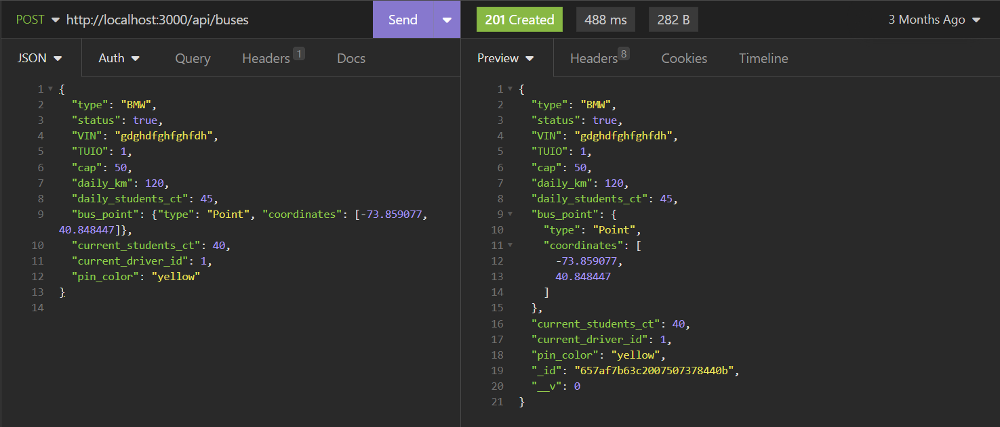 POST http://localhost:3000/api/buses Send 201 Created 488 ms 282 B 3 Months Ago
JSON Auth Query Headers 1 Docs
1 {
2 "type": "BMW",
3 "status": true,
4 "VIN": "gdghdfghfghfdh",
5 "TUIO": 1,
6 "cap": 50,
7 "daily_km": 120,
8 "daily_students_ct": 45,
9 "bus_point": {"type": "Point", "coordinates": [-73.859077,
40.848447]},
10 "current_students_ct": 40,
11 "current_driver_id": 1,
12 "pin_color": "yellow"
13 }
14
Preview Headers 8 Cookies Timeline
1 {
2 "type": "BMW",
3 "status": true,
4 "VIN": "gdghdfghfghfdh",
5 "TUIO": 1,
6 "cap": 50,
7 "daily_km": 120,
8 "daily_students_ct": 45,
9 "bus_point": {
10 "type": "Point",
11 "coordinates": [
12 -73.859077,
13 40.848447
14 ]
15 },
16 "current_students_ct": 40,
17 "current_driver_id": 1,
18 "pin_color": "yellow",
19 "_id": "657af7b63c2007507378440b",
20 "__v": 0
21 }